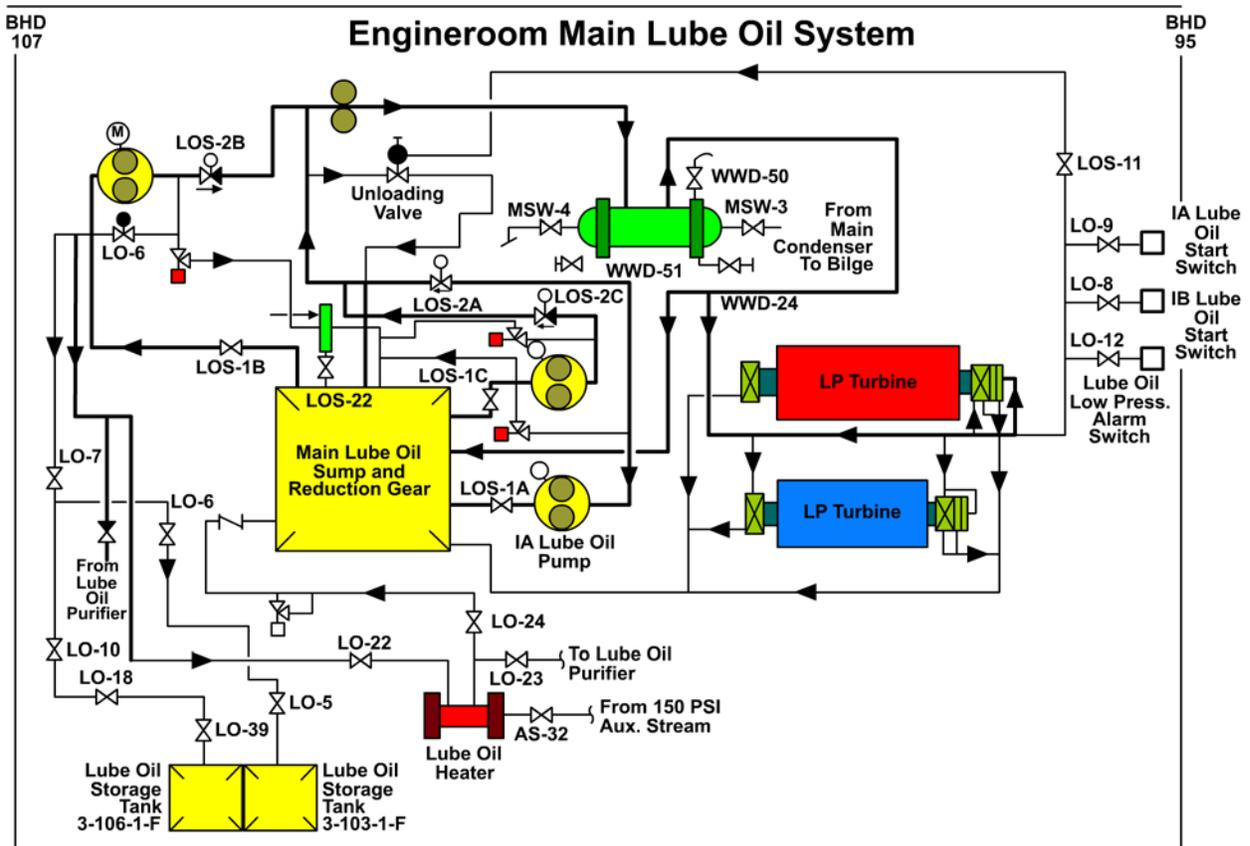 BHD
107
Engineroom Main Lube Oil System
BHD
95
M
LOS-2B
LO-6
Unloading
Valve
MSW-4
WWD-50
MSW-3
WWD-51
From
Main
Condenser
To Bilge
LOS-11
LO-9
IA Lube
Oil
Start
Switch
LO-8
IB Lube
Oil
Start
Switch
LO-12
Lube Oil
Low Press.
Alarm
Switch
LOS-2A
LOS-2C
WWD-24
LOS-1B
LOS-1C
LOS-22
LP Turbine
Main Lube Oil
Sump and
Reduction Gear
LO-7
LO-6
LOS-1A
IA Lube Oil
Pump
LP Turbine
From
Lube
Oil
Purifier
LO-10
LO-18
LO-22
LO-24
LO-23
To Lube Oil
Purifier
LO-5
LO-39
AS-32
From 150 PSI
Aux. Stream
Lube Oil
Heater
Lube Oil
Storage
Tank
3-106-1-F
Lube Oil
Storage
Tank
3-103-1-F